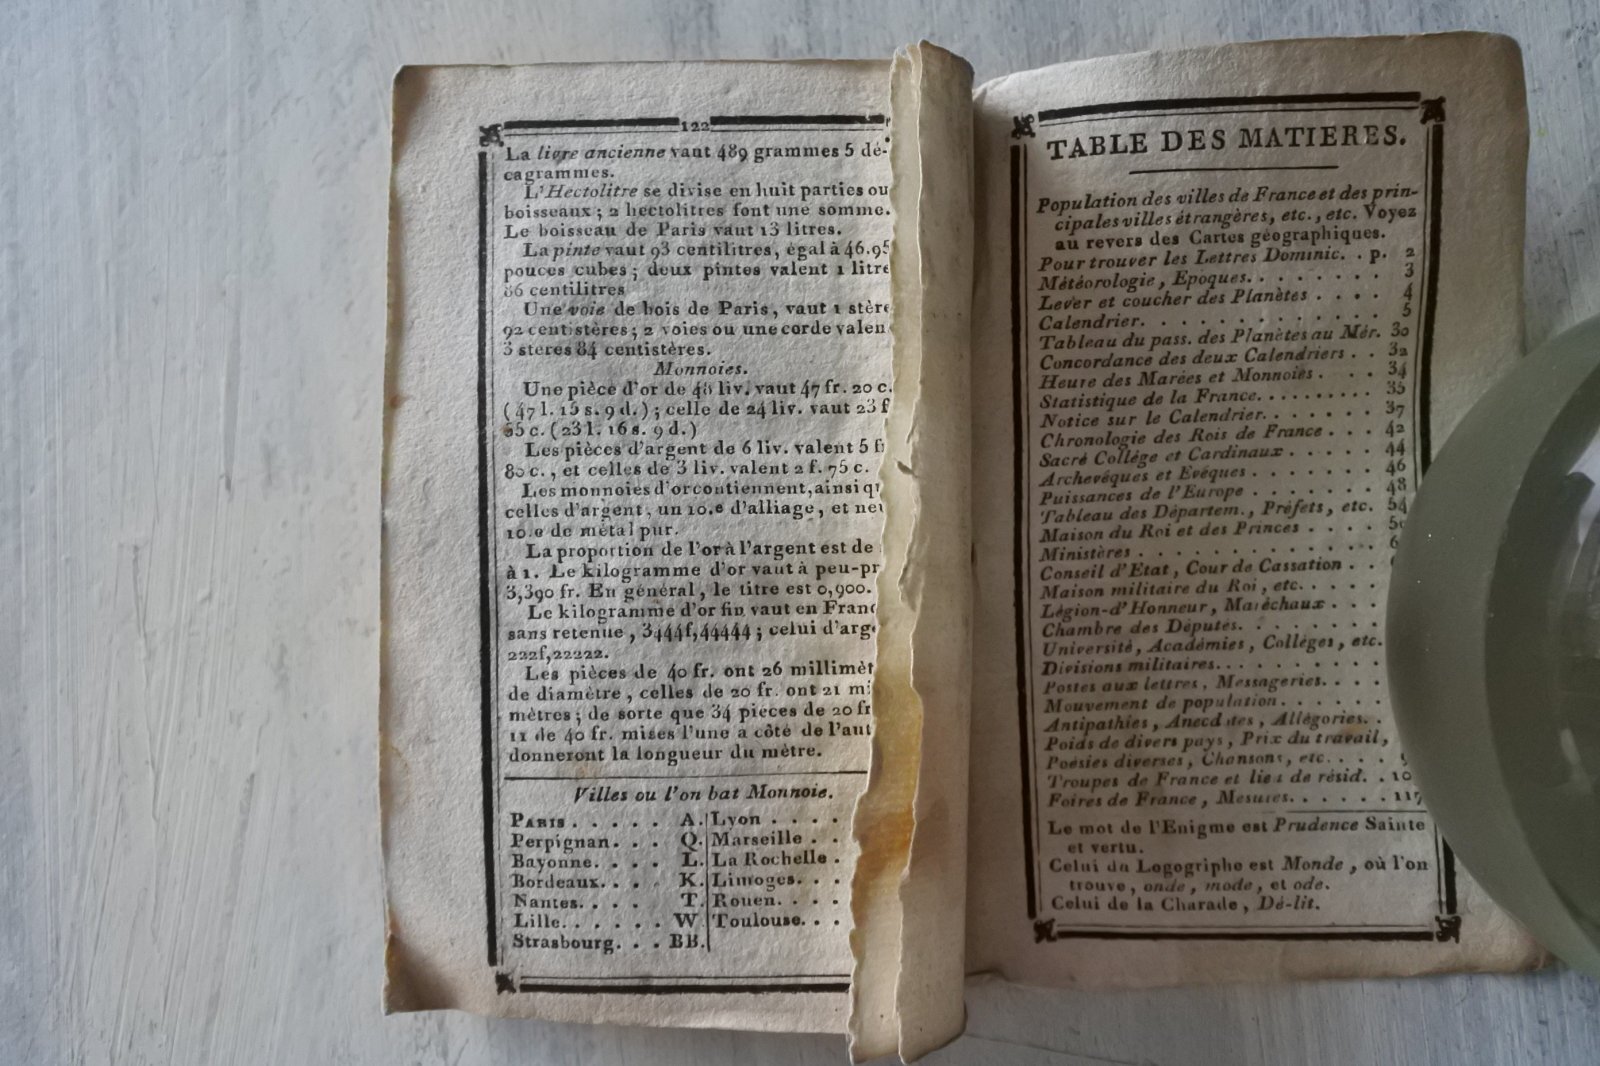 122
La livre ancienne vaut 489 grammes 5 dé-
cagrammes.
L'Hectolitre se divise en huit parties ou
boisseaux ; 2 hectolitres font une somme.
Le boisseau de Paris vaut 13 litres.
La pinte vaut 93 centilitres, égal à 46.95
pouces cubes ; deux pintes valent 1 litre
86 centilitres
Une voie de bois de Paris, vaut 1 stère
92 centistères ; 2 voies ou une corde valen
3 steres 84 centistères.
Monnoies.
Une pièce d'or de 48 liv. vaut 47 fr. 20 c.
( 47 l. 15 s. 9 d. ) ; celle de 24 liv. vaut 23 f
55 c. ( 23 l. 16 s. 9 d. )
Les pièces d'argent de 6 liv. valent 5 f
80 c. , et celles de 3 liv. valent 2 f. 75 c.
Les monnoies d'or contiennent, ainsi q
celles d'argent, un 10.e d'alliage, et ne
10.e de métal pur.
La proportion de l'or à l'argent est de
à 1. Le kilogramme d'or vaut à peu-pr
3,390 fr. En général, le titre est 0,900.
Le kilogramme d'or fin vaut en Franc
sans retenue, 3444f,44444 ; celui d'arg
222f,22222.
Les pièces de 40 fr. ont 26 millimèt
de diamètre, celles de 20 fr. ont 21 mi
mètres ; de sorte que 34 pieces de 20 fr
11 de 40 fr. mises l'une a côté de l'aut
donneront la longueur du mètre.
Villes ou l'on bat Monnoie.
PARIS . . . . . A. Lyon . . . .
Perpignan. . . Q. Marseille . .
Bayonne. . . . L. La Rochelle .
Bordeaux. . . K. Limoges. . .
Nantes. . . . T. Rouen. . . .
Lille. . . . . . W. Toulouse. . .
Strasbourg. . . BB.
TABLE DES MATIERES.
Population des villes de France et des prin-
cipales villes étrangères, etc., etc. Voyez
au revers des Cartes géographiques.
Pour trouver les Lettres Dominic. . p. 2
Météorologie, Epoques. . . . . . . . 3
Lever et coucher des Planètes . . . . 4
Calendrier. . . . . . . . . . . . . 5
Tableau du pass. des Planètes au Mér. 30
Concordance des deux Calendriers . . 32
Heure des Marées et Monnoies . . . . 34
Statistique de la France. . . . . . . . . . 35
Notice sur le Calendrier. . . . . . . 37
Chronologie des Rois de France . . . 42
Sacré Collége et Cardinaux . . . . . 44
Archevêques et Evéques . . . . . . . 46
Puissances de l'Europe . . . . . . . 48
Tableau des Départem., Préfets, etc. 54
Maison du Roi et des Princes . . . . 5
Ministères . . . . . . . . . . . . . 6
Conseil d'Etat, Cour de Cassation . .
Maison militaire du Roi, etc. . . .
Légion-d'Honneur, Maréchaux . . .
Chambre des Députés. . . . . . . .
Université, Académies, Colléges, etc.
Divisions militaires. . . . . . . . .
Postes aux lettres, Messageries. . . .
Mouvement de population. . . . . .
Antipathies, Anecdotes, Allégories. .
Poids de divers pays, Prix du travail,
Poésies diverses, Chansons, etc. . . . 9
Troupes de France et lieu de résid. . 10
Foires de France, Mesures. . . . . . 117
Le mot de l'Enigme est Prudence Sainte
et vertu.
Celui du Logogriphe est Monde, où l'on
trouve, onde, mode, et ode.
Celui de la Charade, Dé-lit.